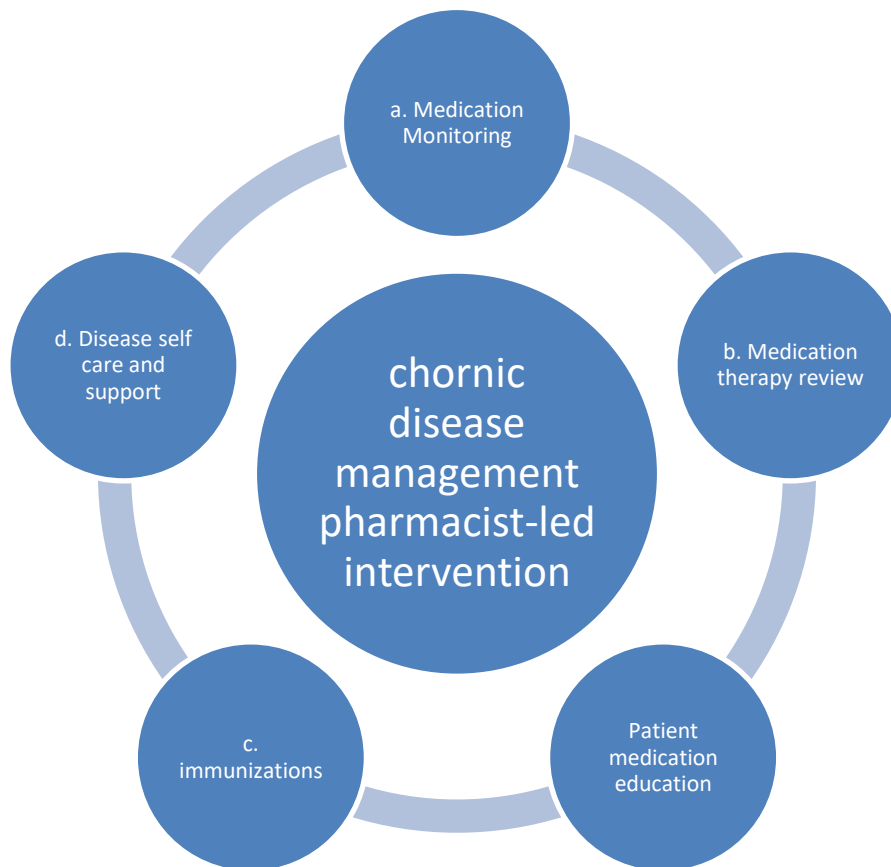 a. Medication
Monitoring
b. Medication
therapy review
Patient
medication
education
c.
immunizations
d. Disease self
care and
support
chornic
disease
management
pharmacist-led
intervention